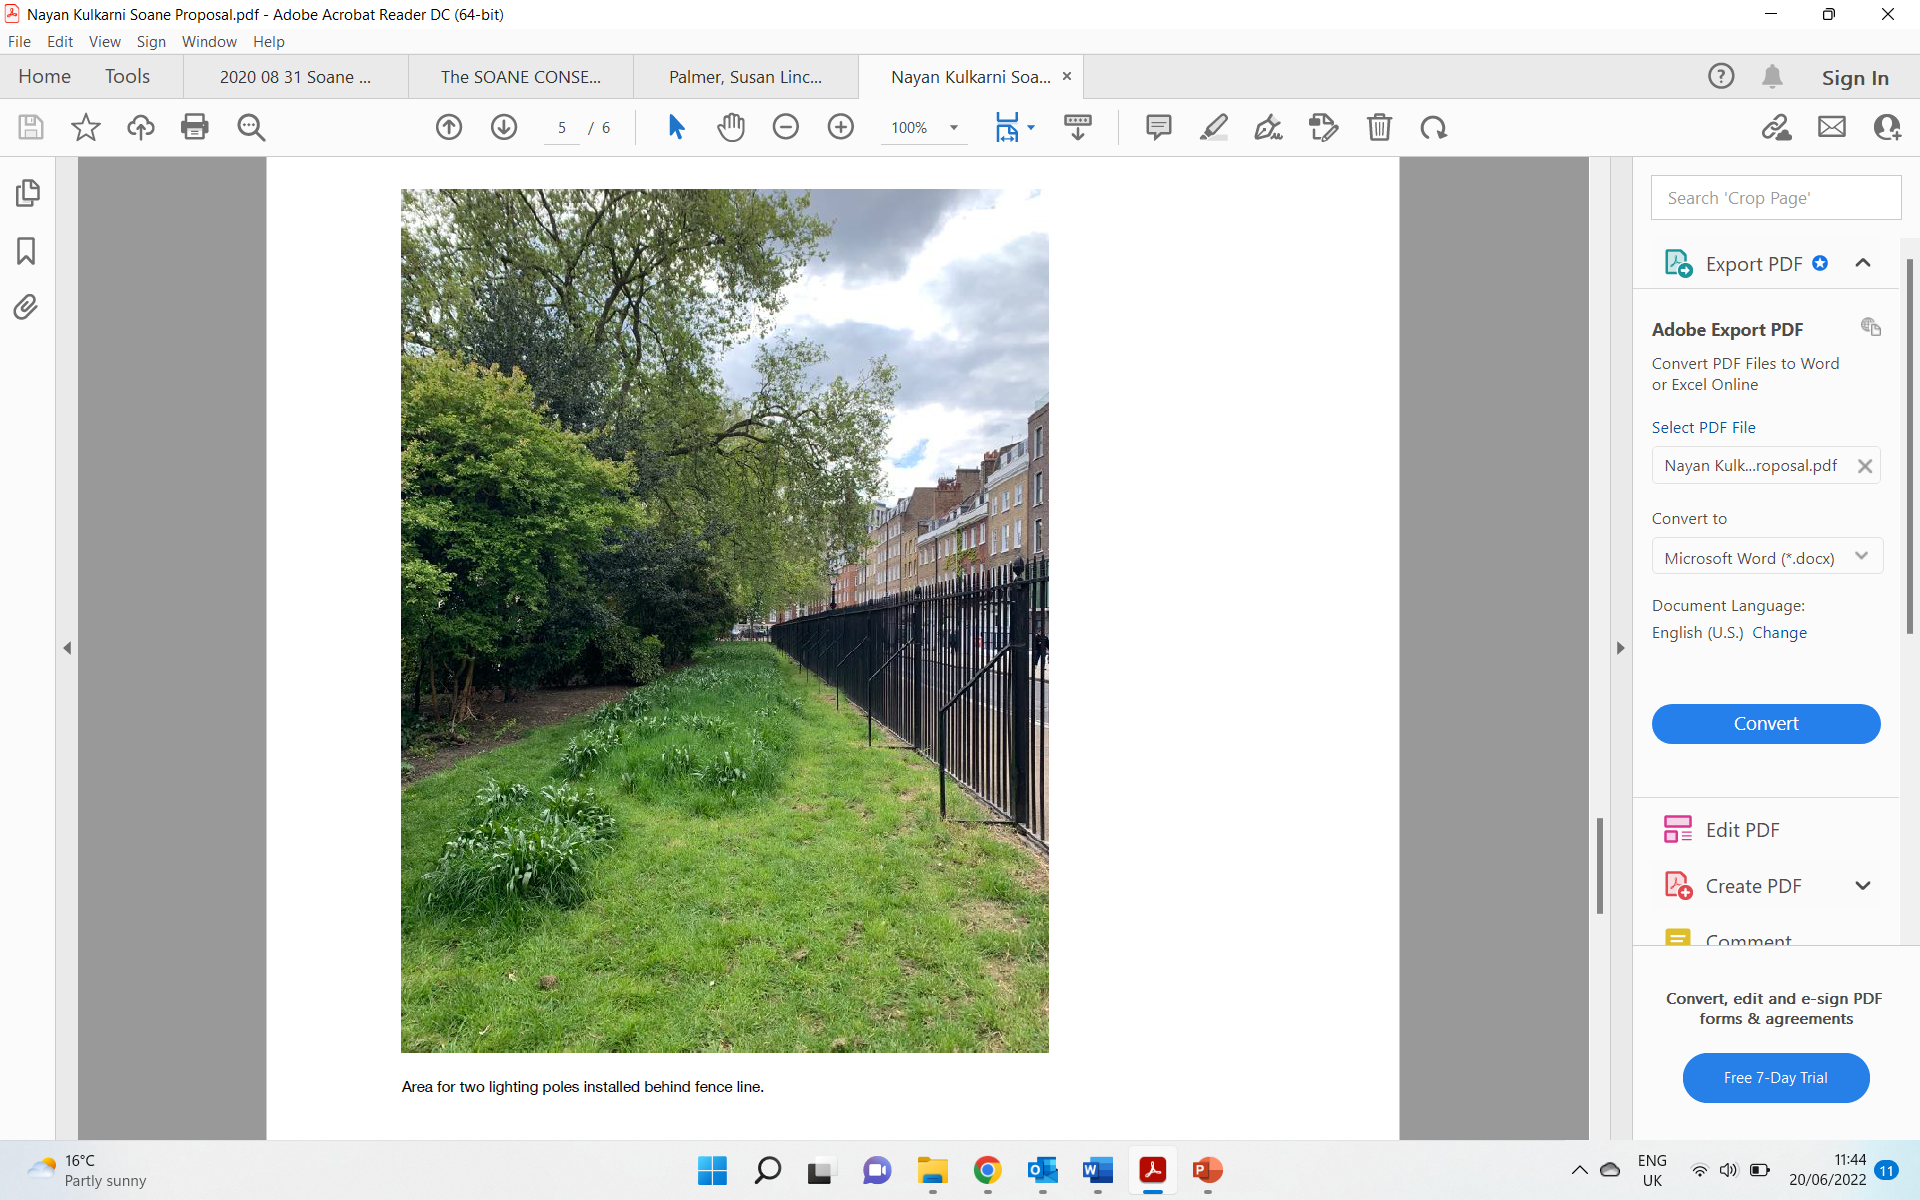 Nayan Kulkarni Soane Proposal.pdf - Adobe Acrobat Reader DC (64-bit)
File Edit View Sign Window Help
Home Tools 2020 08 31 Soane ... The SOANE CONSE... Palmer, Susan Linc... Nayan Kulkarni Soa... Sign In
5 / 6 100%
Search 'Crop Page'
Export PDF
Adobe Export PDF
Convert PDF Files to Word
or Excel Online
Select PDF File
Nayan Kulk...roposal.pdf
Convert to
Microsoft Word (*.docx)
Document Language:
English (U.S.) Change
Convert
Edit PDF
Create PDF
Comment
Convert, edit and e-sign PDF
forms & agreements
Free 7-Day Trial
Area for two lighting poles installed behind fence line.
16°C
Partly sunny
ENG
UK
11:44
20/06/2022
11